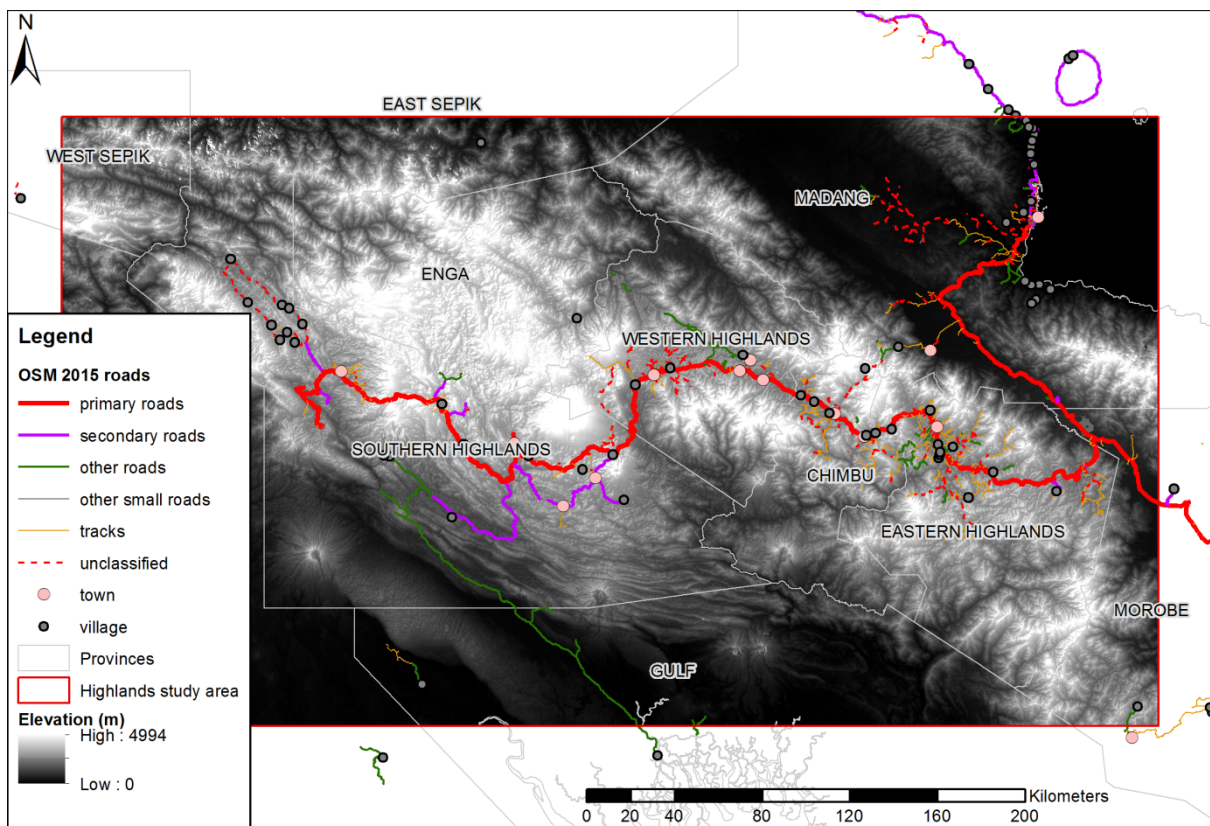 N
EAST SEPIK
WEST SEPIK
MADANG
ENGA
WESTERN HIGHLANDS
SOUTHERN HIGHLANDS
CHIMBU
EASTERN HIGHLANDS
MOROBE
GULF
Legend
OSM 2015 roads
primary roads
secondary roads
other roads
other small roads
tracks
unclassified
town
village
Provinces
Highlands study area
Elevation (m)
High : 4994
Low : 0
Kilometers
0 20 40 80 120 160 200